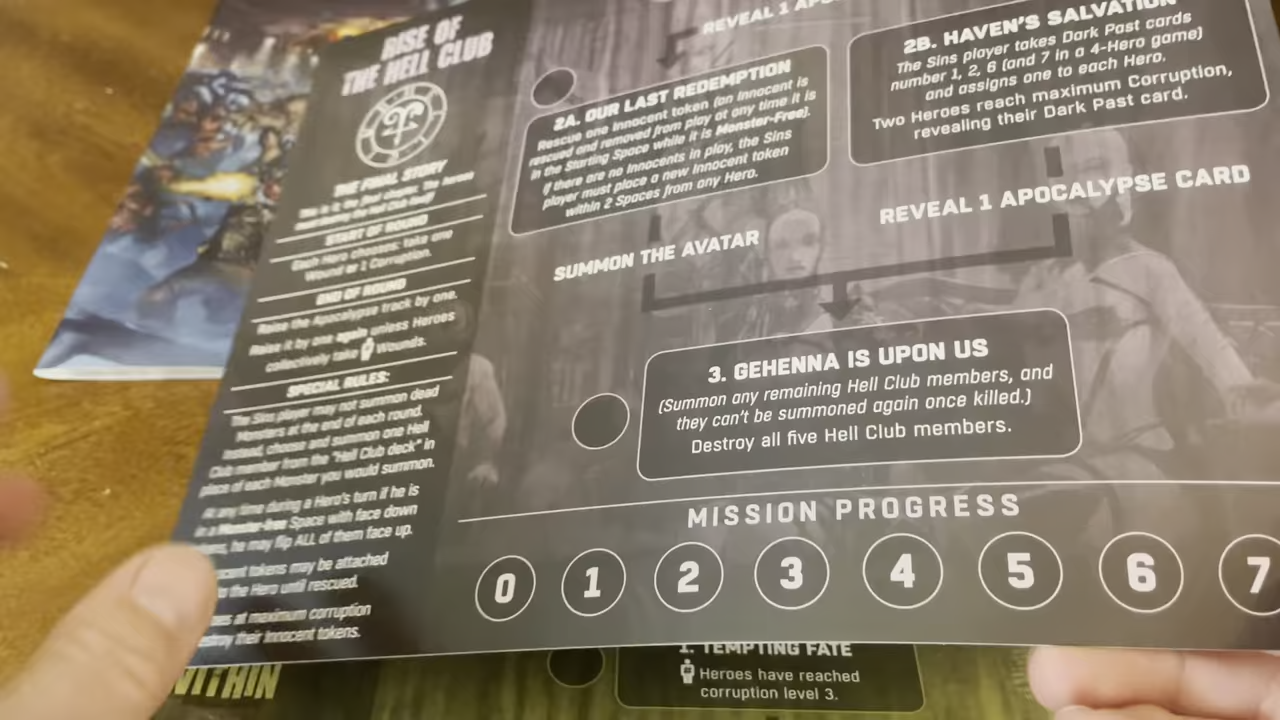 RISE OF
THE HELL CLUB
THE FINAL STORY
This is it, the final chapter. The heroes
START OF ROUND
Each Hero chooses: take one
Wound or 1 Corruption.
END OF ROUND
Raise the Apocalypse track by one.
Raise it by one again unless Heroes
collectively take Wounds.
SPECIAL RULES:
The Sins player may not summon dead
Monsters at the end of each round.
Instead, choose and summon one Hell
Club member from the "Hell Club deck" in
place of each Monster you would summon.
At any time during a Hero's turn if he is
in a Monster-free Space with face down
he may flip ALL of them face up.
tokens may be attached
the Hero until rescued.
at maximum corruption
their Innocent tokens.
REVEAL 1
2A. OUR LAST REDEMPTION
Rescue one Innocent token (an Innocent is
rescued and removed from play at any time it is
in the Starting Space while it is Monster-Free).
If there are no Innocents in play, the Sins
player must place a new Innocent token
within 2 Spaces from any Hero.
2B. HAVEN'S SALVATION
The Sins player takes Dark Past cards
number 1, 2, 6 (and 7 in a 4-Hero game)
and assigns one to each Hero.
Two Heroes reach maximum Corruption,
revealing their Dark Past card.
SUMMON THE AVATAR
REVEAL 1 APOCALYPSE CARD
3. GEHENNA IS UPON US
(Summon any remaining Hell Club members, and
they can't be summoned again once killed.)
Destroy all five Hell Club members.
MISSION PROGRESS
0 1 2 3 4 5 6 7
WITHIN
1. TEMPTING FATE
Heroes have reached
corruption level 3.